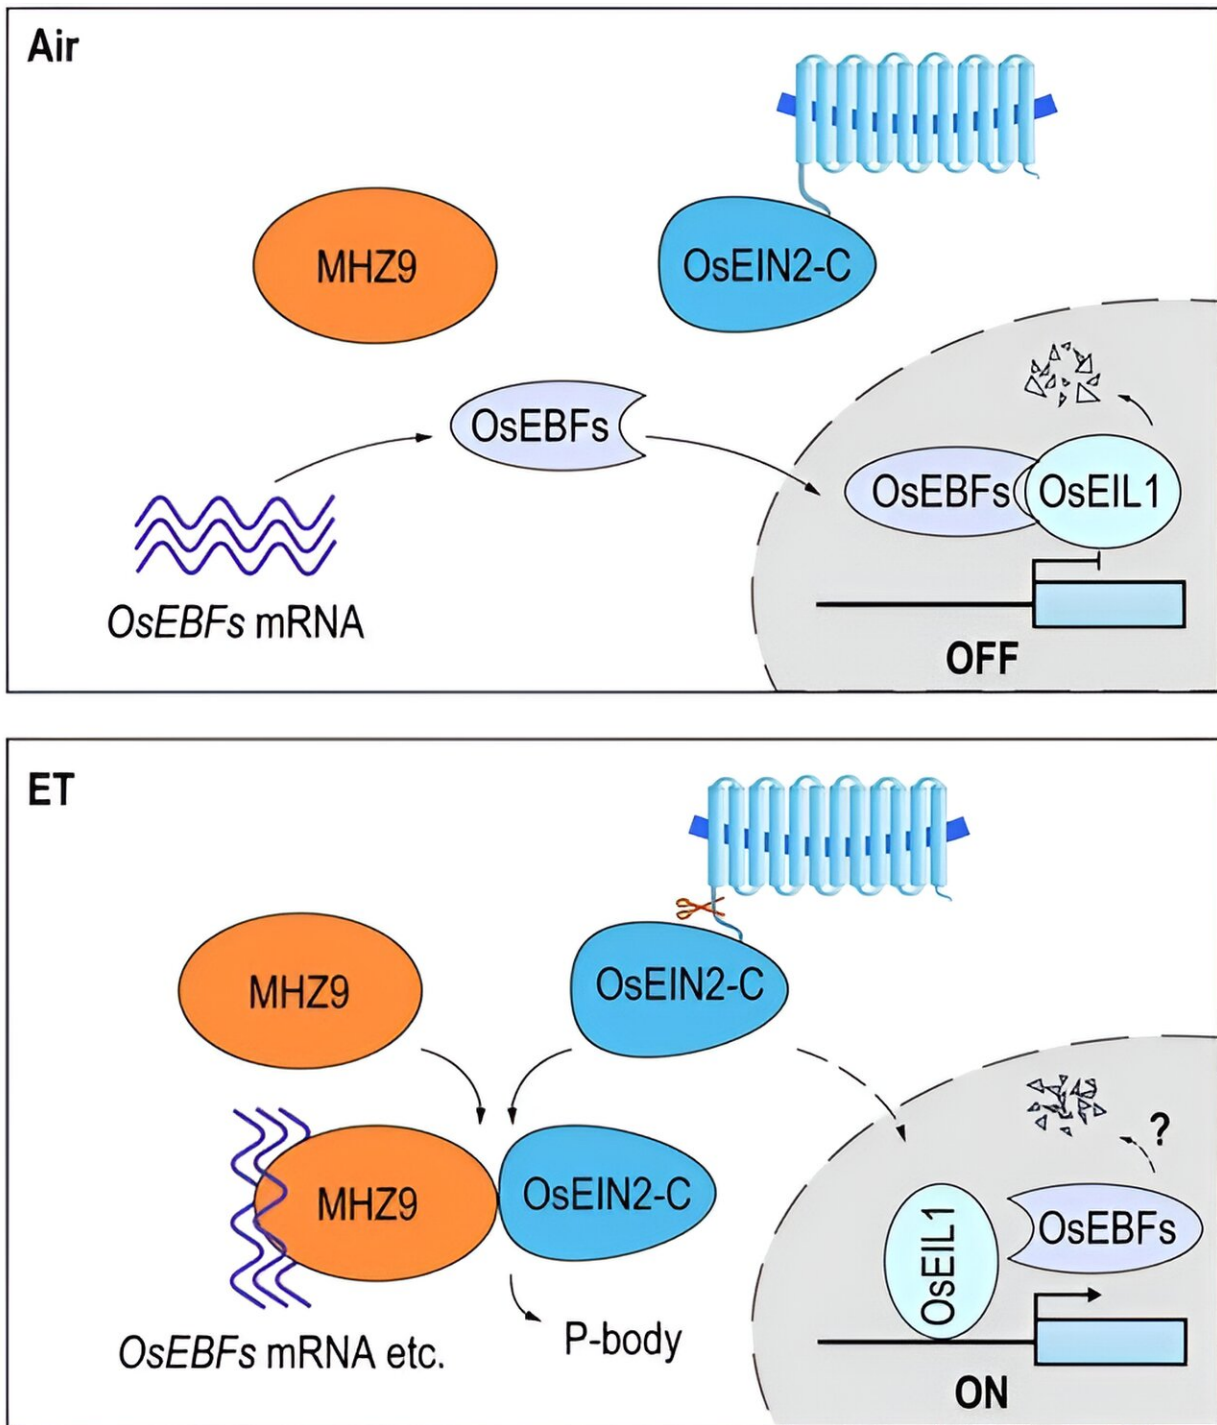 Air
MHZ9
OsEIN2-C
OsEBFs
OsEBFs
OsEIL1
OsEBFs mRNA
OFF
ET
MHZ9
OsEIN2-C
?
MHZ9
OsEIN2-C
OsEIL1
OsEBFs
OsEBFs mRNA etc.
P-body
ON